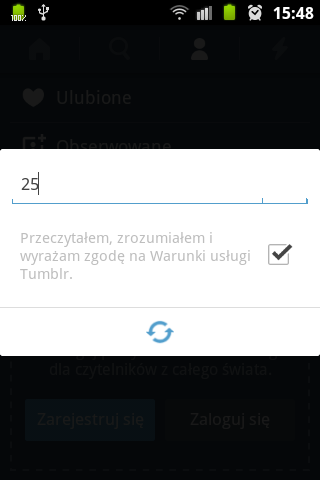 100%
15:48
Ulubione
Obserwowane
25
Przeczytałem, zrozumiałem i
wyrażam zgodę na Warunki usługi
Tumblr.
dla czytelników z całego świata.
Zarejestruj się
Zaloguj się